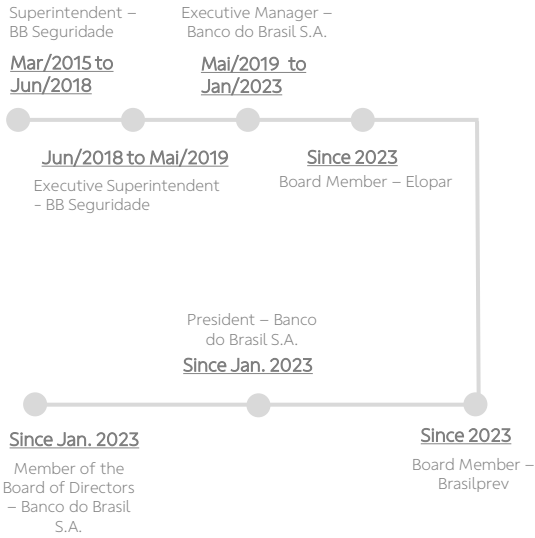 Superintendent –
BB Seguridade
Mar/2015 to
Jun/2018
Executive Manager –
Banco do Brasil S.A.
Mai/2019  to
Jan/2023
Jun/2018 to Mai/2019
Executive Superintendent
- BB Seguridade
Since 2023
Board Member – Elopar
President – Banco
do Brasil S.A.
Since Jan. 2023
Since 2023
Board Member –
Brasilprev
Since Jan. 2023
Member of the
Board of Directors
– Banco do Brasil
S.A.